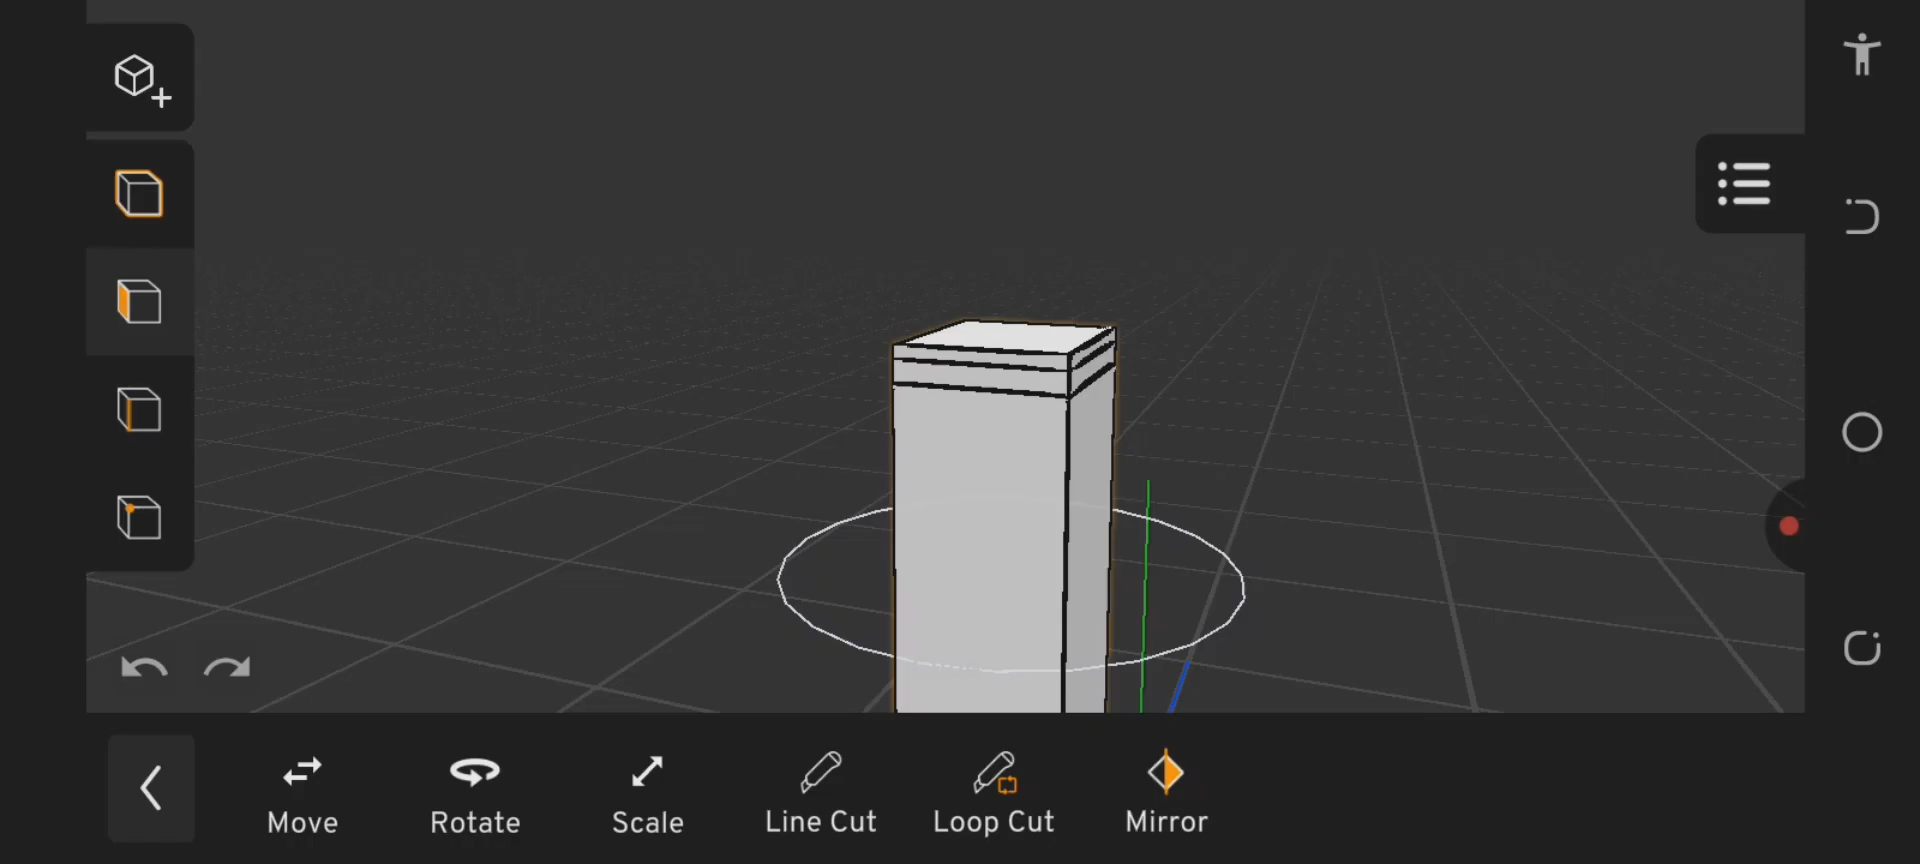 Move
Rotate
Scale
Line Cut
Loop Cut
Mirror